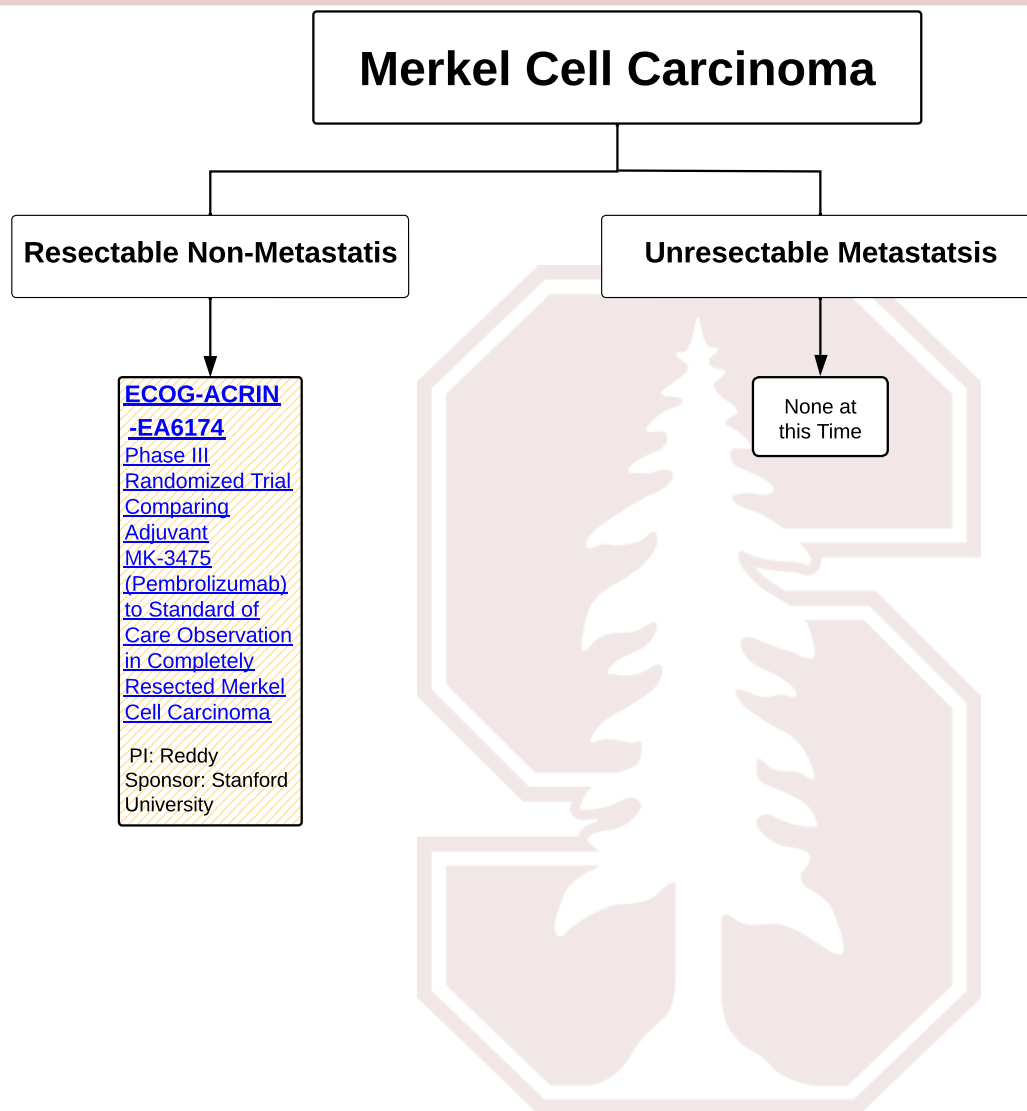 Merkel Cell Carcinoma
Resectable Non-Metastatis
Unresectable Metastatsis
ECOG-ACRIN
-EA6174
Phase III
Randomized Trial
Comparing
Adjuvant
MK-3475
(Pembrolizumab)
to Standard of
Care Observation
in Completely
Resected Merkel
Cell Carcinoma
PI: Reddy
Sponsor: Stanford
University
None at
this Time